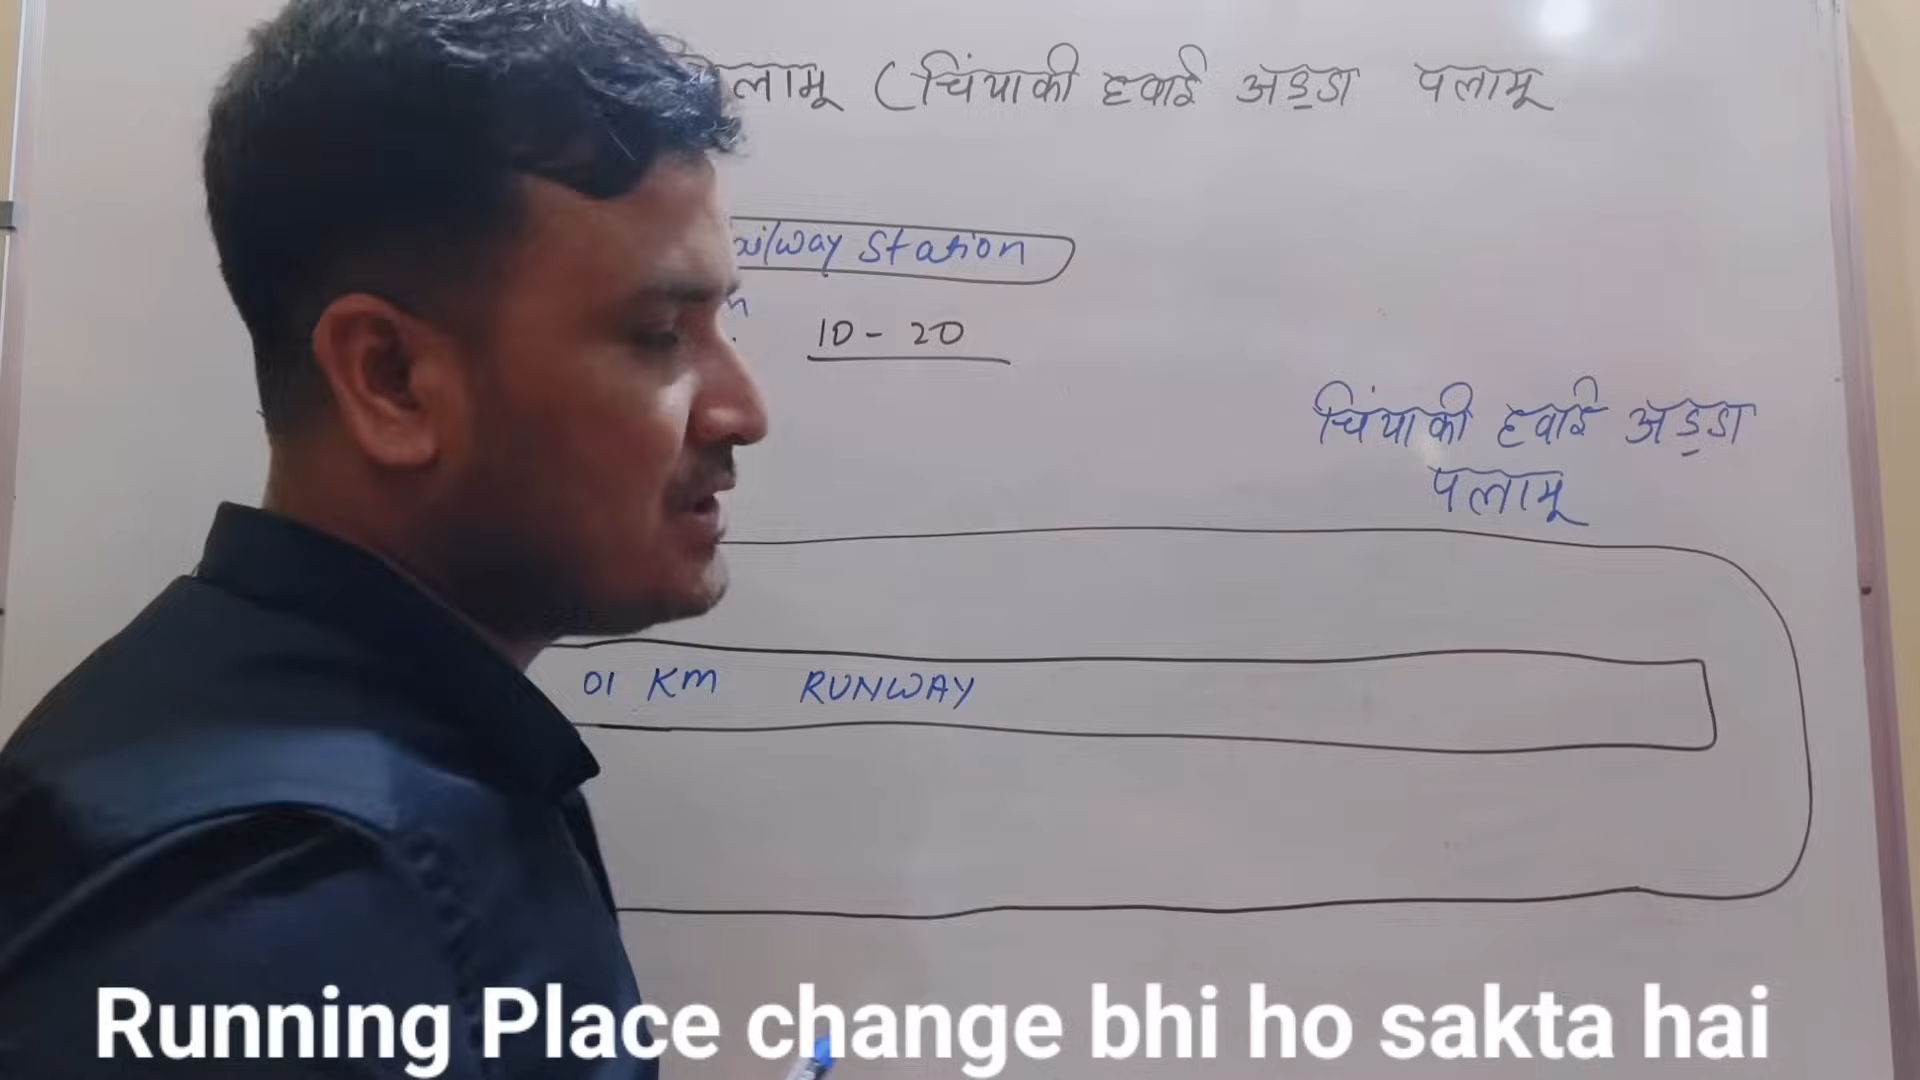 (चिंयाकी हवाई अड्डा पलामू
Station
10 - 20
चिंयाकी हवाई अड्डा
पलामू
01 Km RUNWAY
Running Place change bhi ho sakta hai